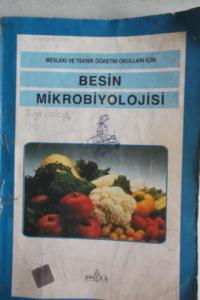 MESLEKİ VE TEKNİK ÖĞRETİM OKULLARI İÇİN
BESİN
MİKROBİYOLOJİSİ